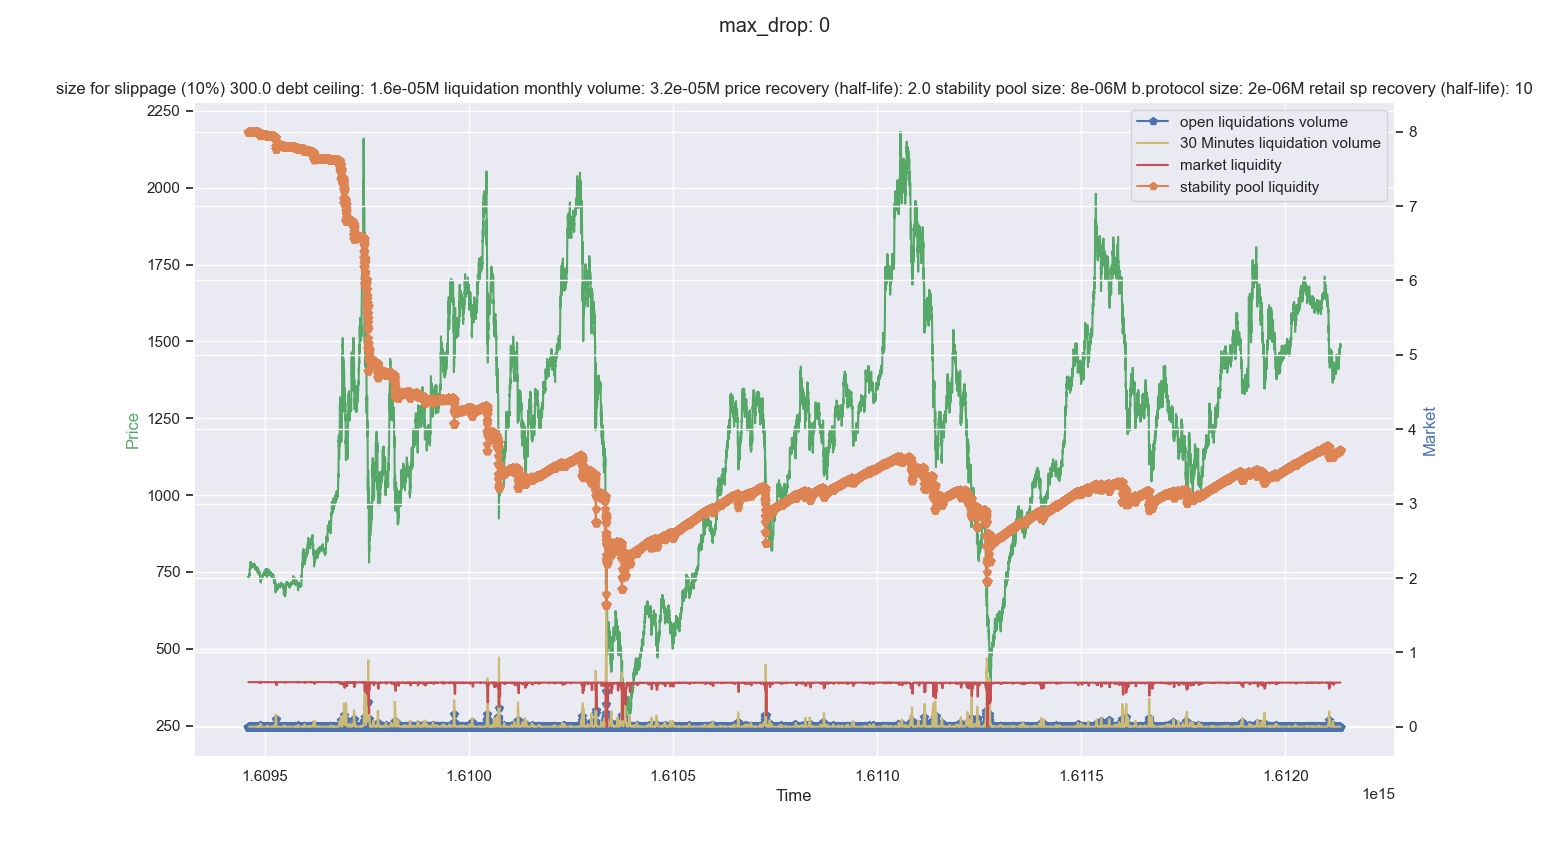 max_drop: 0
size for slippage (10%) 300.0 debt ceiling: 1.6e-05M liquidation monthly volume: 3.2e-05M price recovery (half-life): 2.0 stability pool size: 8e-06M b.protocol size: 2e-06M retail sp recovery (half-life): 10
open liquidations volume
30 Minutes liquidation volume
market liquidity
stability pool liquidity
2250
2000
1750
1500
1250
1000
750
500
250
Price
8
7
6
5
4
3
2
1
0
Market
1.6095
1.6100
1.6105
1.6110
1.6115
1.6120
Time
1e15